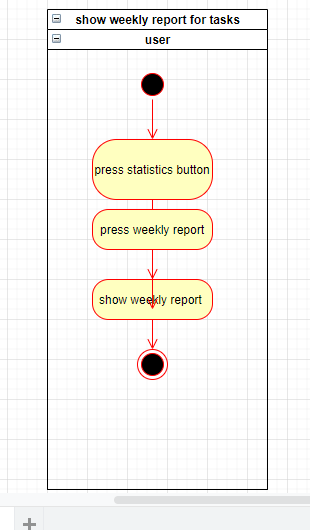 show weekly report for tasks
user
press statistics button
press weekly report
show weekly report